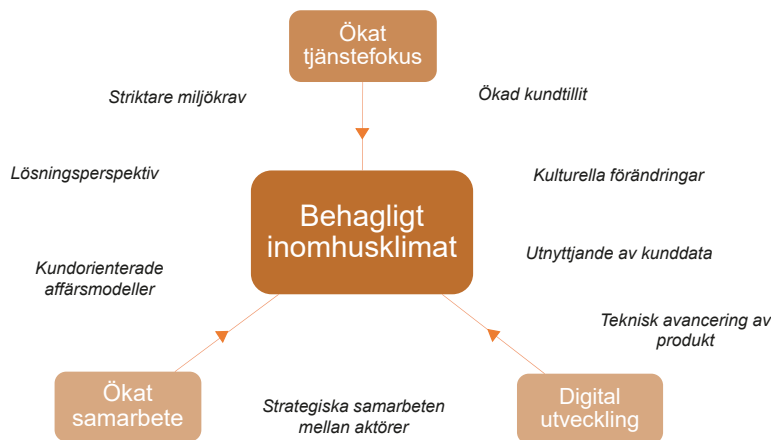 Ökat
tjänstefokus
Striktare miljökrav
Ökad kundtillit
Lösningsperspektiv
Kulturella förändringar
Behagligt
inomhusklimat
Utnyttjande av kunddata
Kundorienterade
affärsmodeller
Teknisk avancering av
produkt
Ökat
samarbete
Strategiska samarbeten
mellan aktörer
Digital
utveckling